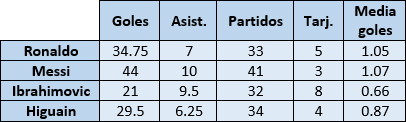 Goles Asist. Partidos Tarj. Media goles
Ronaldo 34.75 7 33 5 1.05
Messi 44 10 41 3 1.07
Ibrahimovic 21 9.5 32 8 0.66
Higuain 29.5 6.25 34 4 0.87